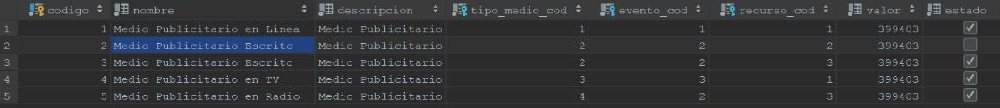 codigo nombre descripcion tipo_medio_cod evento_cod recurso_cod valor estado
1 1 Medio Publicitario en Línea Medio Publicitario 1 1 1 399403
2 2 Medio Publicitario Escrito Medio Publicitario 2 2 2 399403
3 3 Medio Publicitario Escrito Medio Publicitario 2 2 3 399403
4 4 Medio Publicitario en TV Medio Publicitario 3 3 1 399403
5 5 Medio Publicitario en Radio Medio Publicitario 4 2 3 399403